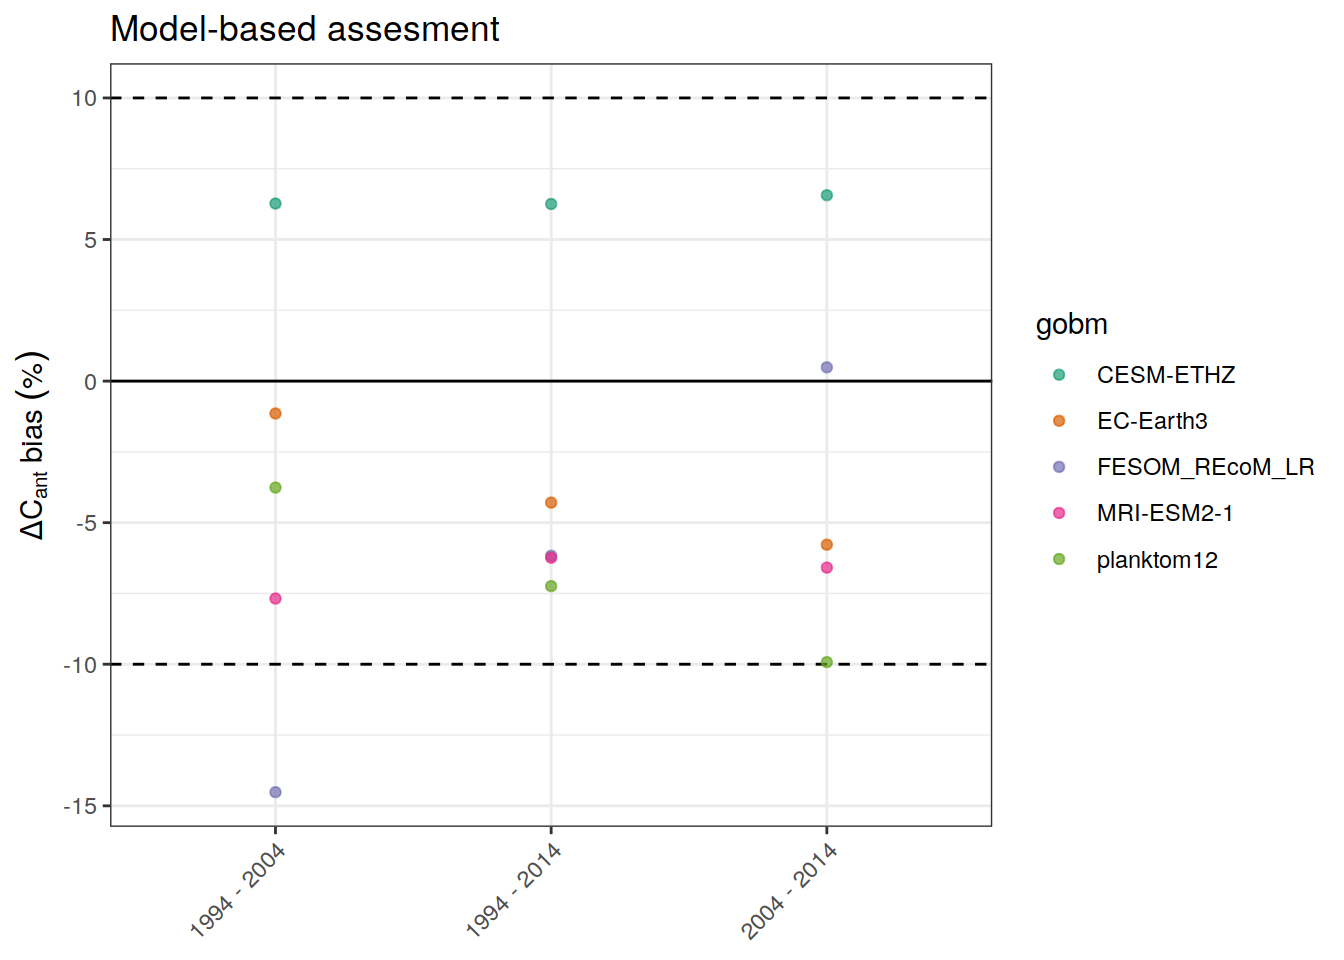 Model-based assesment
ΔCant bias (%)
10
5
0
-5
-10
-15
1994 - 2004
1994 - 2014
2004 - 2014
gobm
CESM-ETHZ
EC-Earth3
FESOM_REcoM_LR
MRI-ESM2-1
planktom12